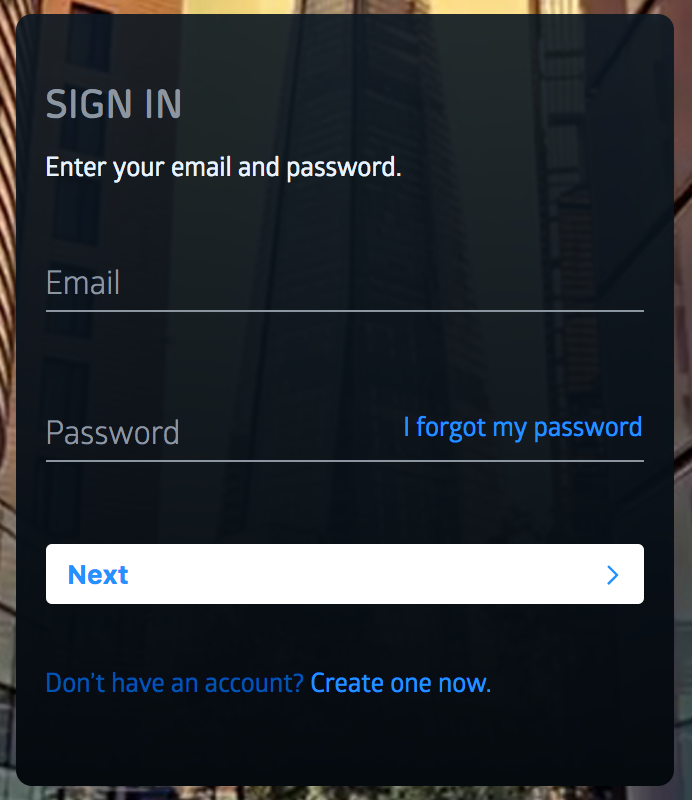 SIGN IN
Enter your email and password.
Email
Password
I forgot my password
Next
Don't have an account? Create one now.